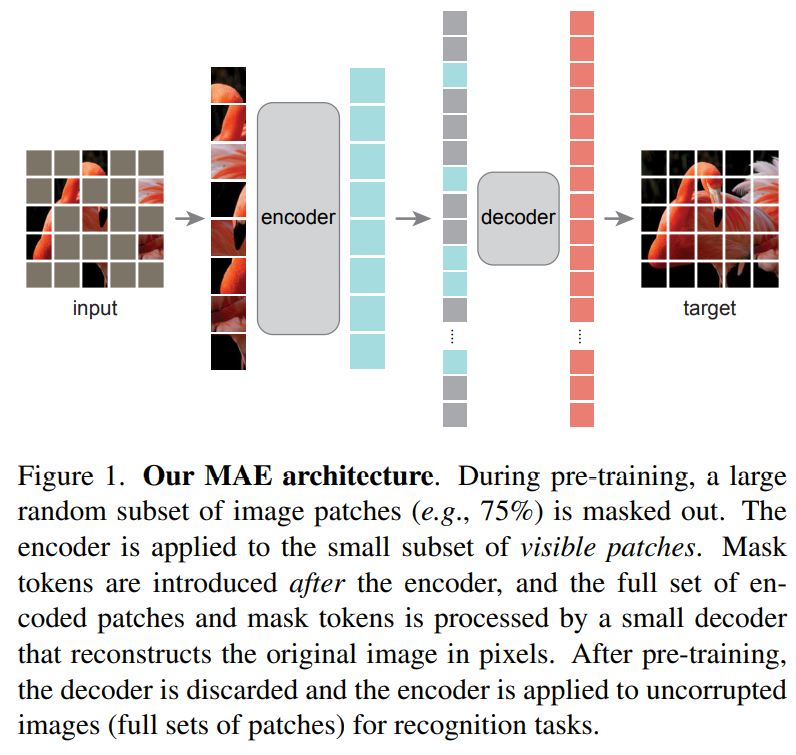 input
encoder
decoder
target
Figure 1. Our MAE architecture. During pre-training, a large
random subset of image patches (e.g., 75%) is masked out. The
encoder is applied to the small subset of visible patches. Mask
tokens are introduced after the encoder, and the full set of en-
coded patches and mask tokens is processed by a small decoder
that reconstructs the original image in pixels. After pre-training,
the decoder is discarded and the encoder is applied to uncorrupted
images (full sets of patches) for recognition tasks.